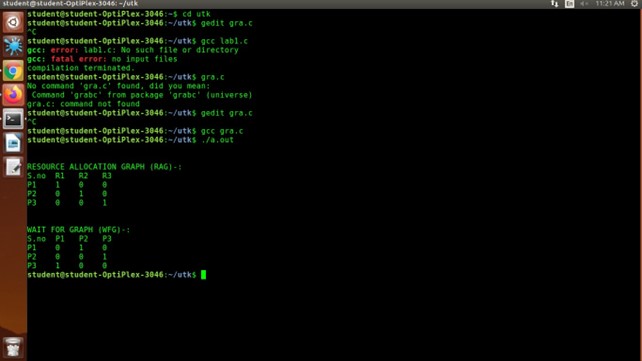 student@student-OptiPlex-3046: ~/utk
En
11:21 AM
student@student-OptiPlex-3046:~$ cd utk
student@student-OptiPlex-3046:~/utk$ gedit gra.c
^C
student@student-OptiPlex-3046:~/utk$ gcc lab1.c
gcc: error: lab1.c: No such file or directory
gcc: fatal error: no input files
compilation terminated.
student@student-OptiPlex-3046:~/utk$ gra.c
No command 'gra.c' found, did you mean:
 Command 'grabc' from package 'grabc' (universe)
gra.c: command not found
student@student-OptiPlex-3046:~/utk$ gedit gra.c
^C
student@student-OptiPlex-3046:~/utk$ gcc gra.c
student@student-OptiPlex-3046:~/utk$ ./a.out
RESOURCE ALLOCATION GRAPH (RAG)-:
S.no R1 R2 R3
P1 1 0 0
P2 0 1 0
P3 0 0 1
WAIT FOR GRAPH (WFG)-:
S.no P1 P2 P3
P1 0 1 0
P2 0 0 1
P3 1 0 0
student@student-OptiPlex-3046:~/utk$